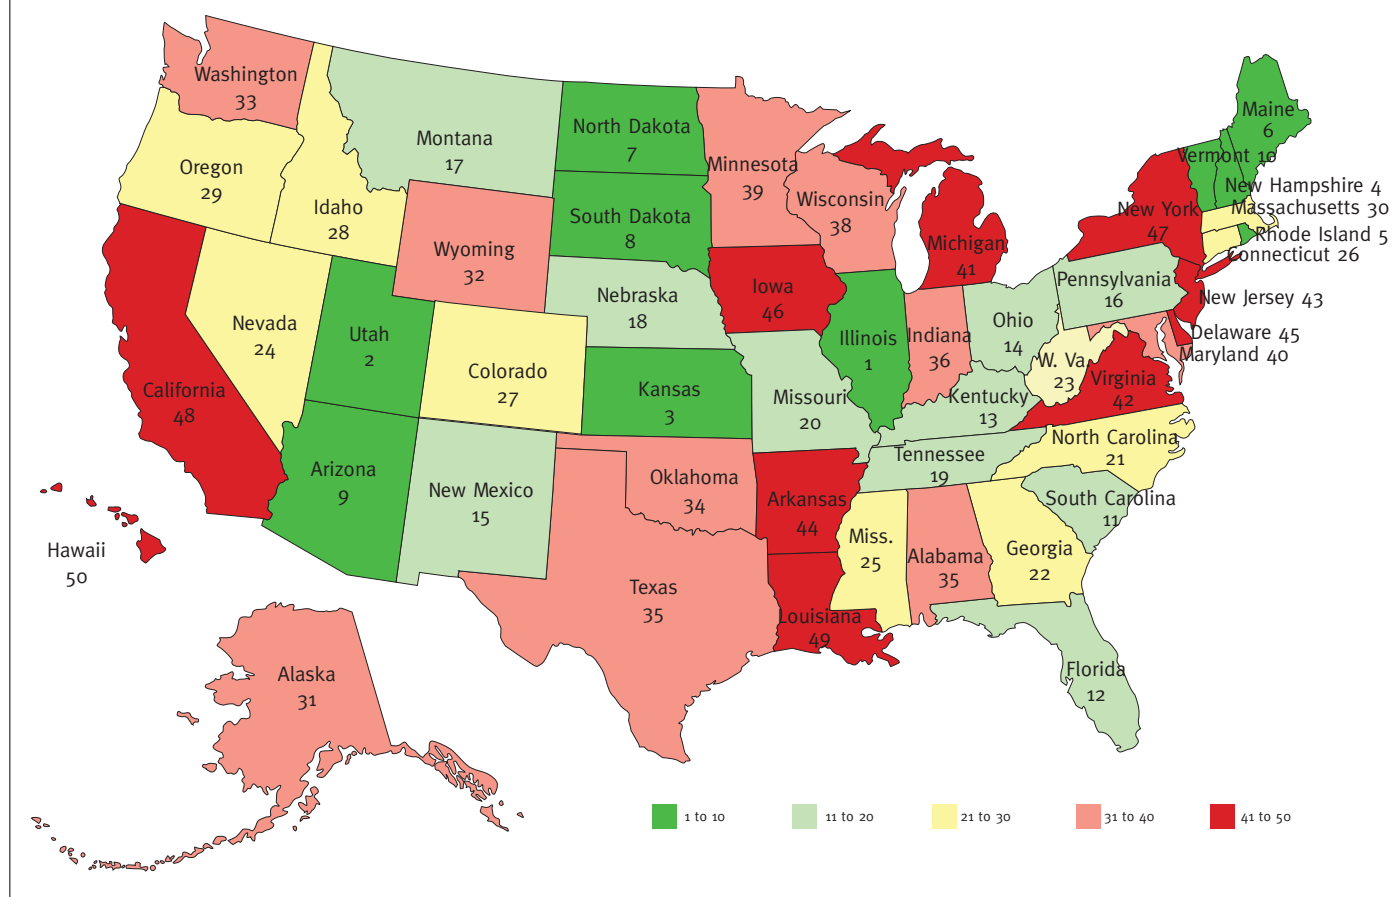 Washington
33
Oregon
29
Idaho
28
Montana
17
North Dakota
7
South Dakota
8
Minnesota
39
Wisconsin
38
Michigan
41
Maine
6
Vermont 10
New Hampshire 4
Massachusetts 30
New York
47
Rhode Island 5
Connecticut 26
Wyoming
32
Nebraska
18
Iowa
46
Pennsylvania
16
New Jersey 43
Nevada
24
Utah
2
Colorado
27
Kansas
3
Illinois
1
Indiana
36
Ohio
14
Delaware 45
Maryland 40
W. Va.
23
Virginia
42
California
48
Missouri
20
Kentucky
13
Arizona
9
New Mexico
15
Oklahoma
34
Arkansas
44
Tennessee
19
North Carolina
21
South Carolina
11
Hawaii
50
Texas
35
Louisiana
49
Miss.
25
Alabama
35
Georgia
22
Florida
12
Alaska
31
1 to 10
11 to 20
21 to 30
31 to 40
41 to 50